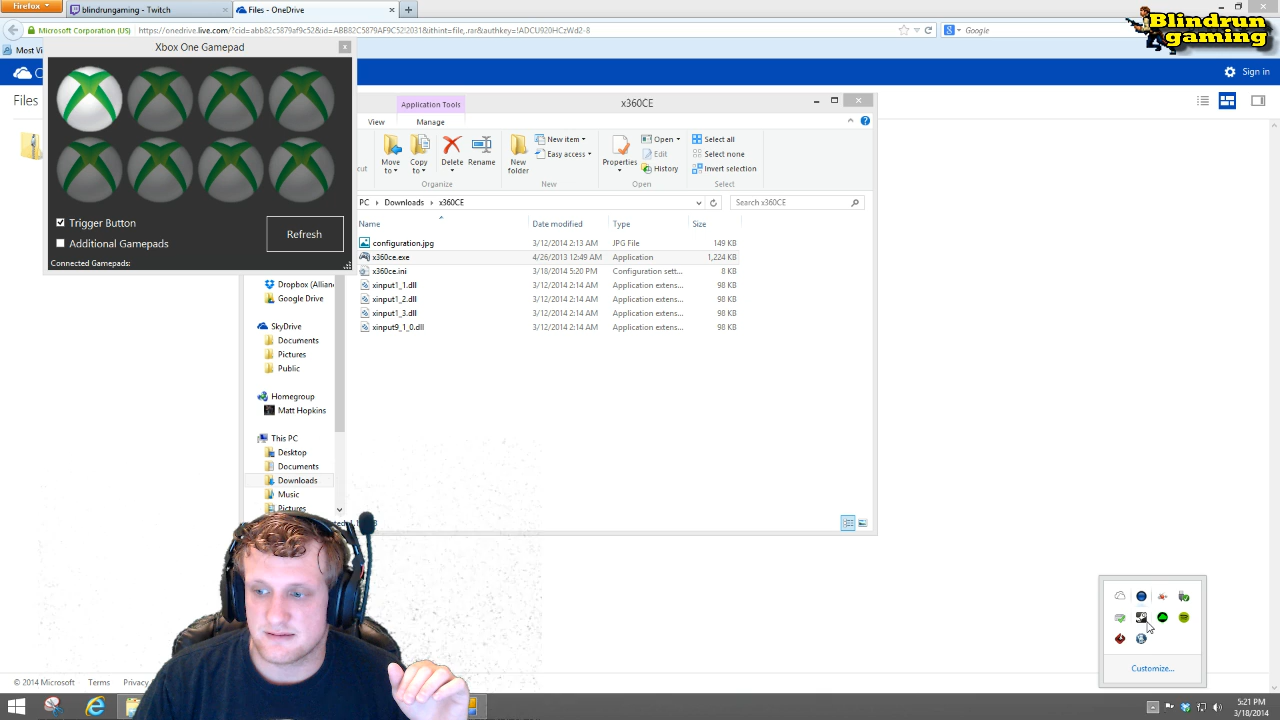 Firefox
blindrungaming - Twitch
Files - OneDrive
Microsoft Corporation (US)
https://onedrive.live.com/?cid=abb82c5879af9c52&id=ABB82C5879AF9C52!2031&ithint=file,.rar&authkey=!ADCU920HCzWd2-8
Google
Blindrun
gaming
Most Vi
Xbox One Gamepad
Sign in
Files
Trigger Button
Additional Gamepads
Refresh
Connected Gamepads:
Application Tools
x360CE
View
Manage
Move to
Copy to
Delete
Rename
New folder
New item
Easy access
Properties
Open
Edit
History
Select all
Select none
Invert selection
Organize
New
Open
Select
PC
Downloads
x360CE
Search x360CE
Name
Date modified
Type
Size
configuration.jpg 3/12/2014 2:13 AM JPG File 149 KB
x360ce.exe 4/26/2013 12:49 AM Application 1,224 KB
x360ce.ini 3/18/2014 5:20 PM Configuration sett... 8 KB
xinput1_1.dll 3/12/2014 2:14 AM Application extens... 98 KB
xinput1_2.dll 3/12/2014 2:14 AM Application extens... 98 KB
xinput1_3.dll 3/12/2014 2:14 AM Application extens... 98 KB
xinput9_1_0.dll 3/12/2014 2:14 AM Application extens... 98 KB
Dropbox (Allian
Google Drive
SkyDrive
Documents
Pictures
Public
Homegroup
Matt Hopkins
This PC
Desktop
Documents
Downloads
Music
Pictures
Customize...
© 2014 Microsoft
Terms
Privacy
5:21 PM
3/18/2014